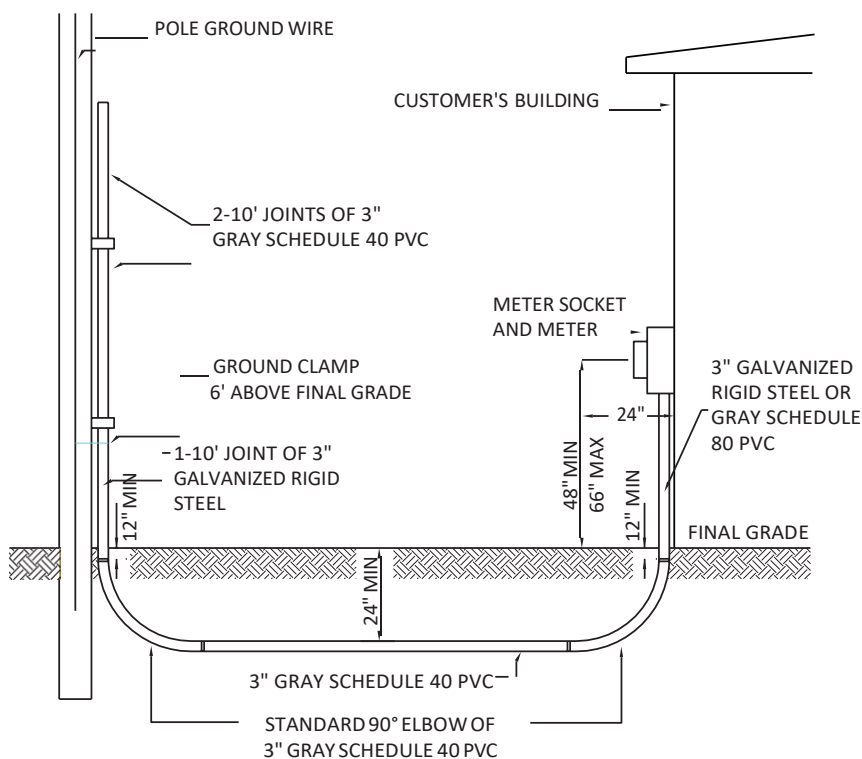 POLE GROUND WIRE
CUSTOMER'S BUILDING
2-10' JOINTS OF 3"
GRAY SCHEDULE 40 PVC
METER SOCKET
AND METER
GROUND CLAMP
6' ABOVE FINAL GRADE
3" GALVANIZED
RIGID STEEL OR
GRAY SCHEDULE
80 PVC
24"
1-10' JOINT OF 3"
GALVANIZED RIGID
STEEL
12" MIN
48" MIN
66" MAX
12" MIN
FINAL GRADE
24" MIN
3" GRAY SCHEDULE 40 PVC
STANDARD 90° ELBOW OF
3" GRAY SCHEDULE 40 PVC